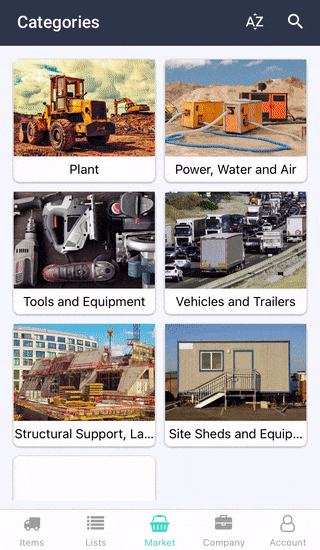 Categories
AZ
Plant
Power, Water and Air
Tools and Equipment
Vehicles and Trailers
Structural Support, La...
Site Sheds and Equip...
Items
Lists
Market
Company
Account